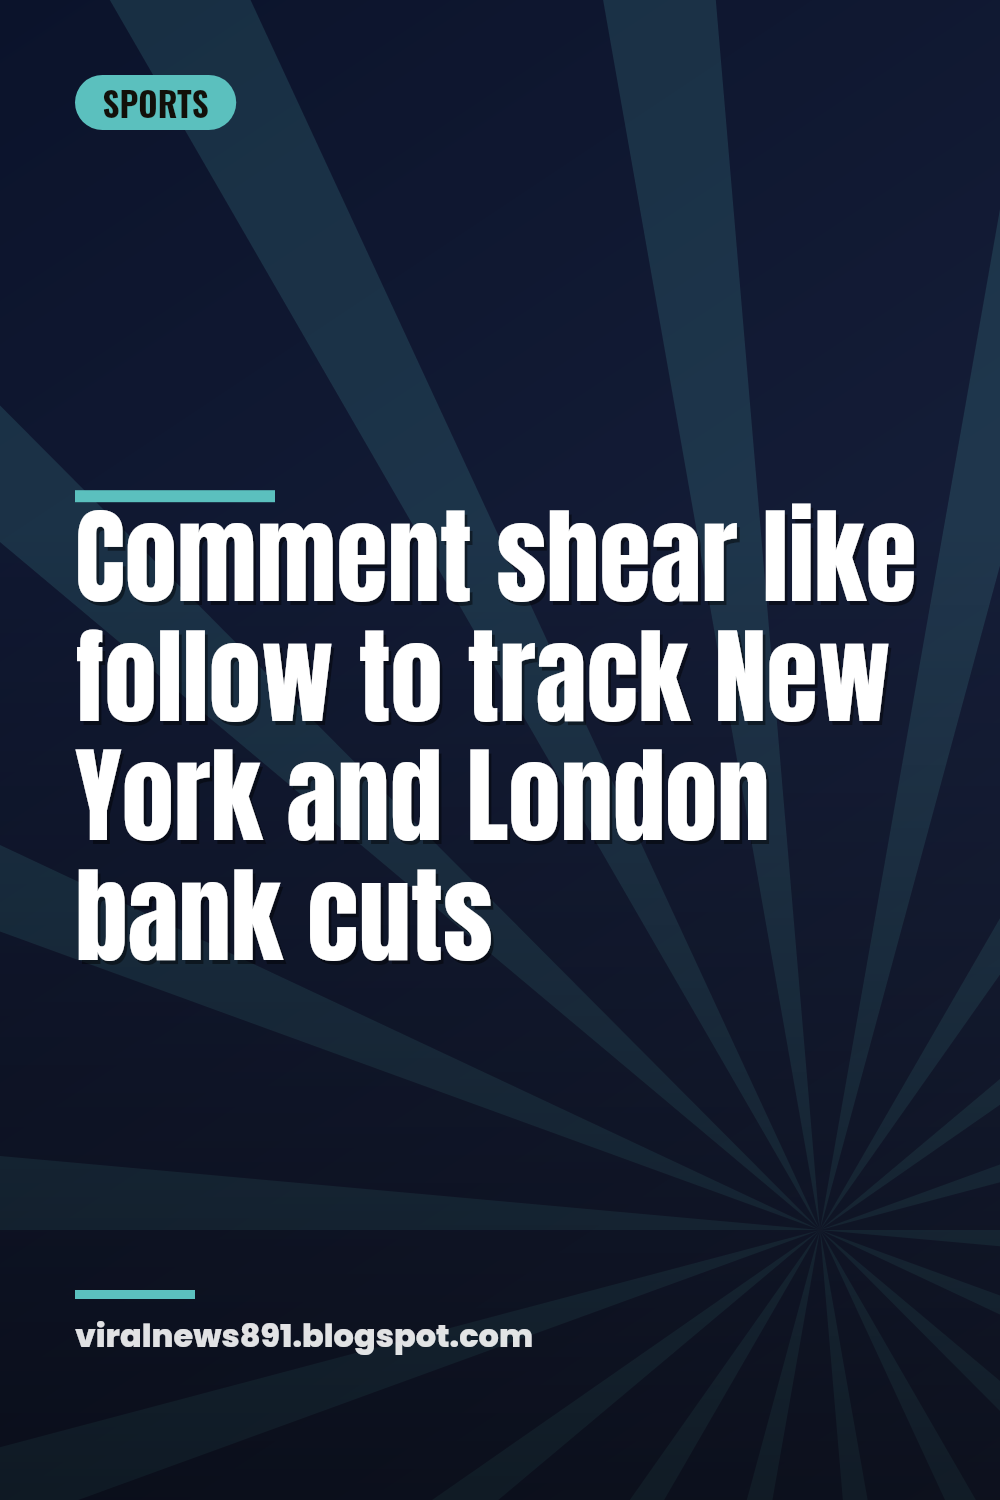 SPORTS
Comment shear like
follow to track New
York and London
bank cuts
viralnews891.blogspot.com